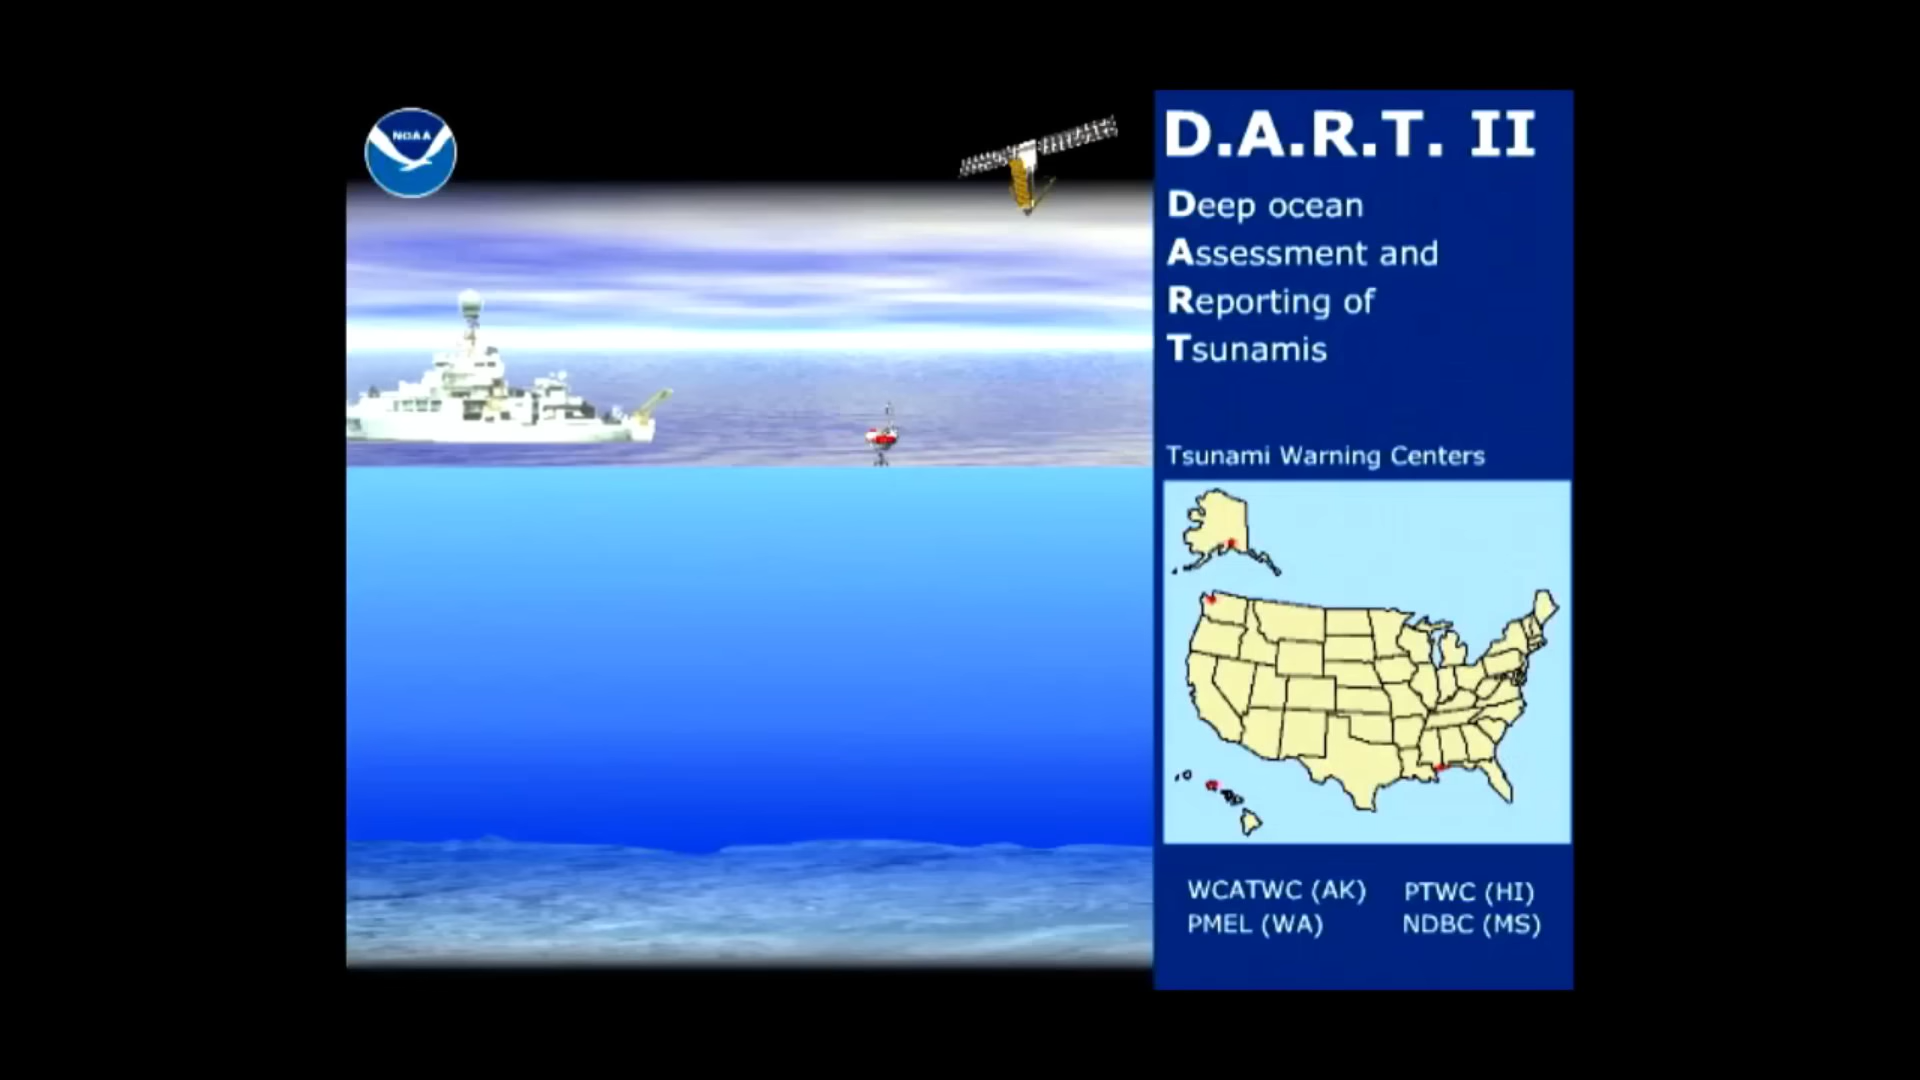 NOAA
D.A.R.T. II
Deep ocean
Assessment and
Reporting of
Tsunamis
Tsunami Warning Centers
WCATWC (AK) PTWC (HI)
PMEL (WA) NDBC (MS)